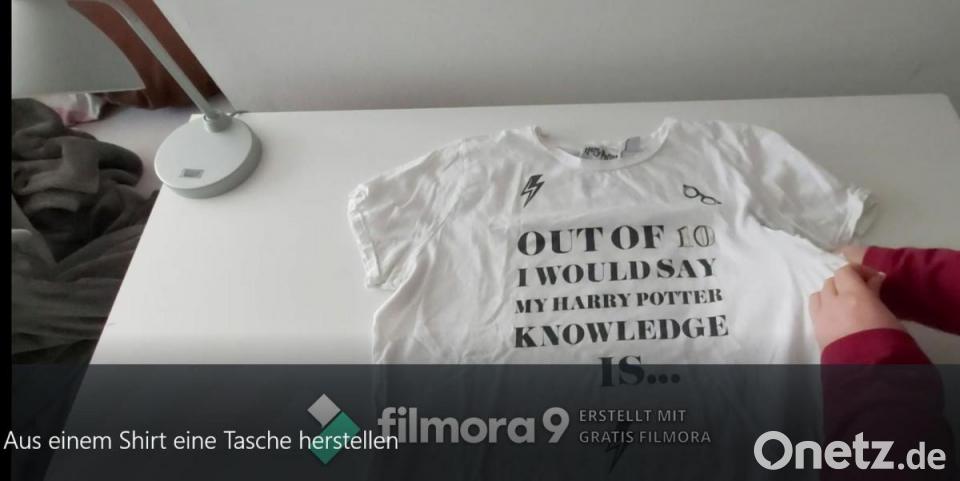 OUT OF 10
I WOULD SAY
MY HARRY POTTER
KNOWLEDGE
IS...
filmora 9
ERSTELLT MIT
GRATIS FILMORA
Aus einem Shirt eine Tasche herstellen
Onetz.de